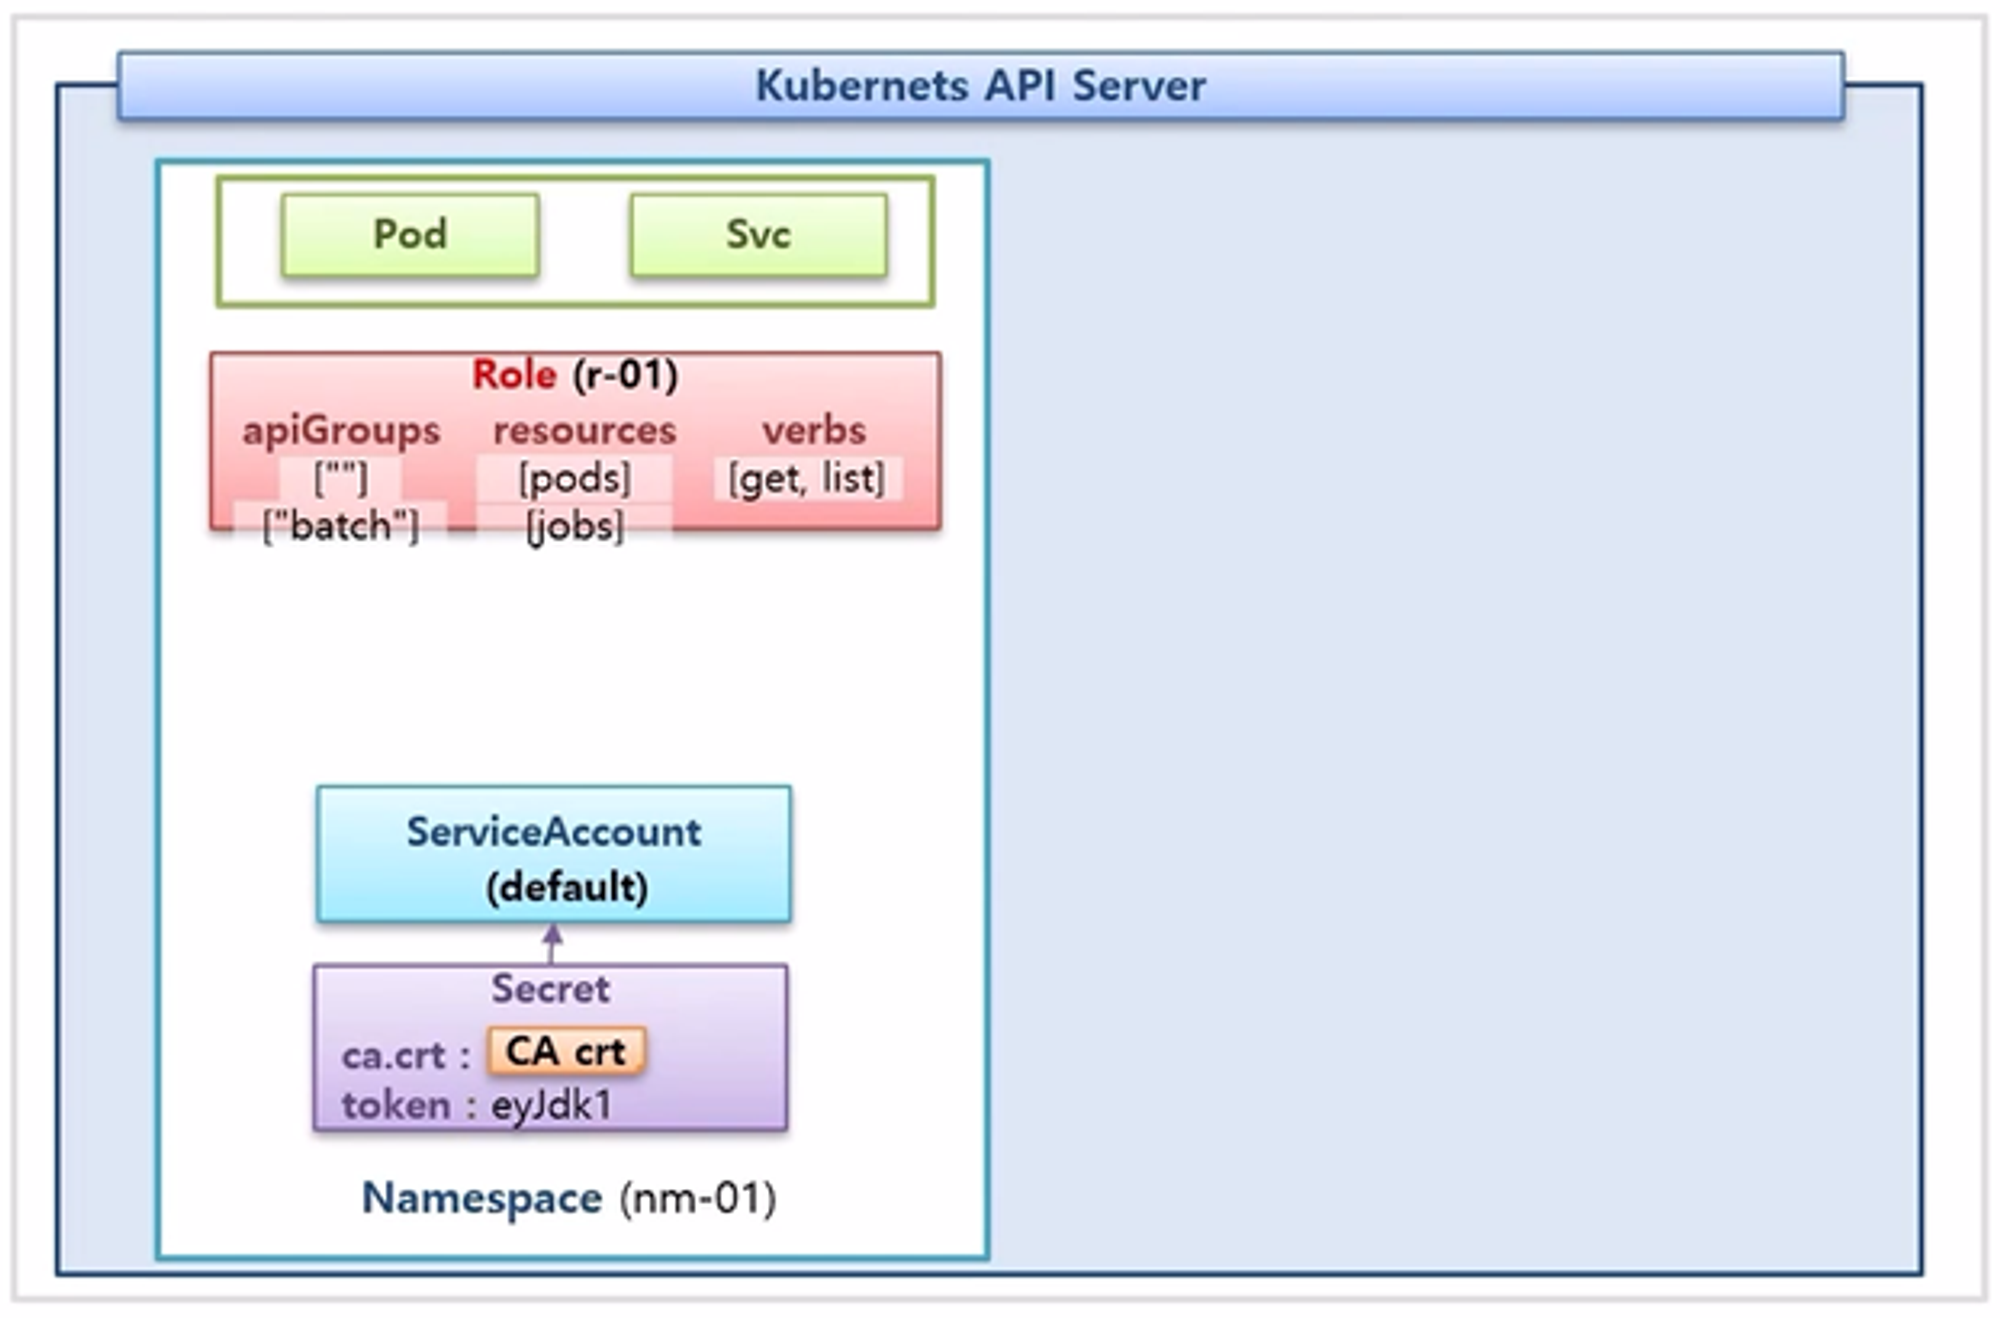 Kubernets API Server
Pod Svc
Role (r-01)
apiGroups resources verbs
[""] [pods] [get, list]
["batch"] [jobs]
ServiceAccount
(default)
Secret
ca.crt : CA crt
token : eyJdk1
Namespace (nm-01)